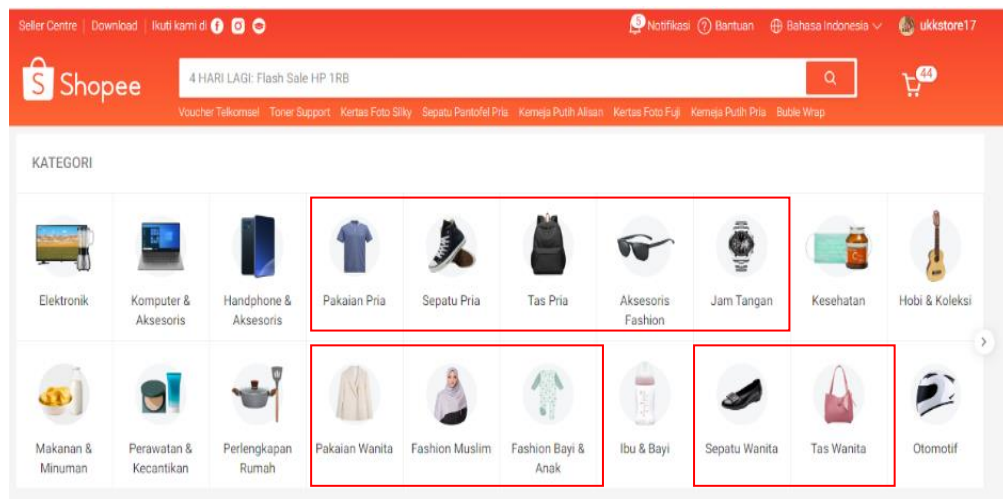 Seller Centre | Download | Ikuti kami di
5 Notifikasi Bantuan Bahasa Indonesia ukkstore17
Shopee
4 HARI LAGI: Flash Sale HP 1RB
44
Voucher Telkomsel Toner Support Kertas Foto Silky Sepatu Pantofel Pria Kemeja Putih Alisan Kertas Foto Fuji Kemeja Putih Pria Buble Wrap
KATEGORI
Elektronik
Komputer &
Aksesoris
Handphone &
Aksesoris
Pakaian Pria
Sepatu Pria
Tas Pria
Aksesoris
Fashion
Jam Tangan
Kesehatan
Hobi & Koleksi
Makanan &
Minuman
Perawatan &
Kecantikan
Perlengkapan
Rumah
Pakaian Wanita
Fashion Muslim
Fashion Bayi &
Anak
Ibu & Bayi
Sepatu Wanita
Tas Wanita
Otomotif